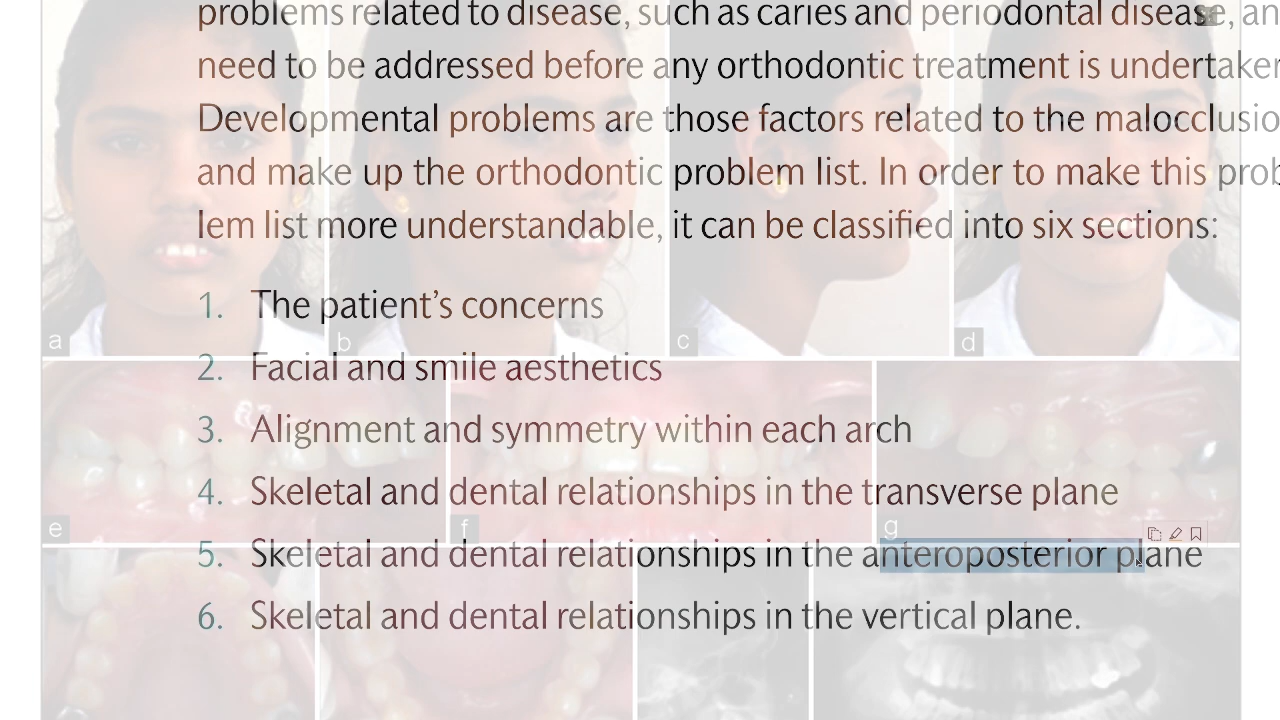 problems related to disease, such as caries and periodontal disease, an
need to be addressed before any orthodontic treatment is undertaken
Developmental problems are those factors related to the malocclusio
and make up the orthodontic problem list. In order to make this prob
lem list more understandable, it can be classified into six sections:
1. The patient's concerns
a b c d
2. Facial and smile aesthetics
3. Alignment and symmetry within each arch
4. Skeletal and dental relationships in the transverse plane
e f g
5. Skeletal and dental relationships in the anteroposterior plane
6. Skeletal and dental relationships in the vertical plane.